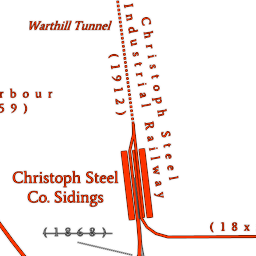 Warthill Tunnel
Christoph Steel
Industrial Railway
(1912)
rbour
59)
Christoph Steel
Co. Sidings
(1868)
(18x